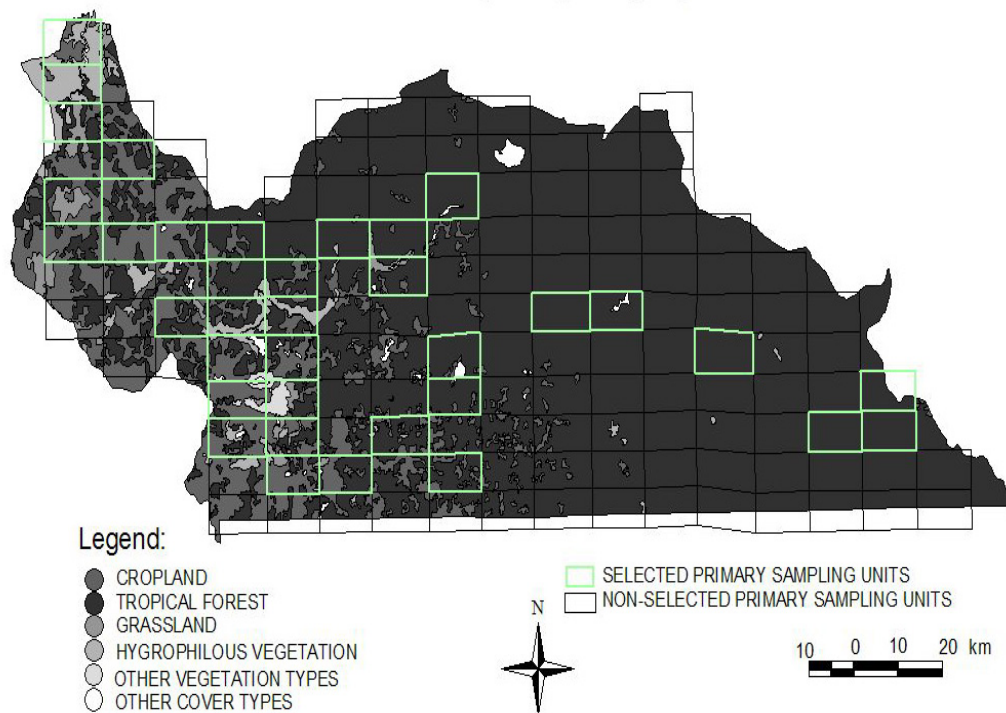 Legend:
CROPLAND
TROPICAL FOREST
GRASSLAND
HYGROPHILOUS VEGETATION
OTHER VEGETATION TYPES
OTHER COVER TYPES
SELECTED PRIMARY SAMPLING UNITS
NON-SELECTED PRIMARY SAMPLING UNITS
N
10 0 10 20 km